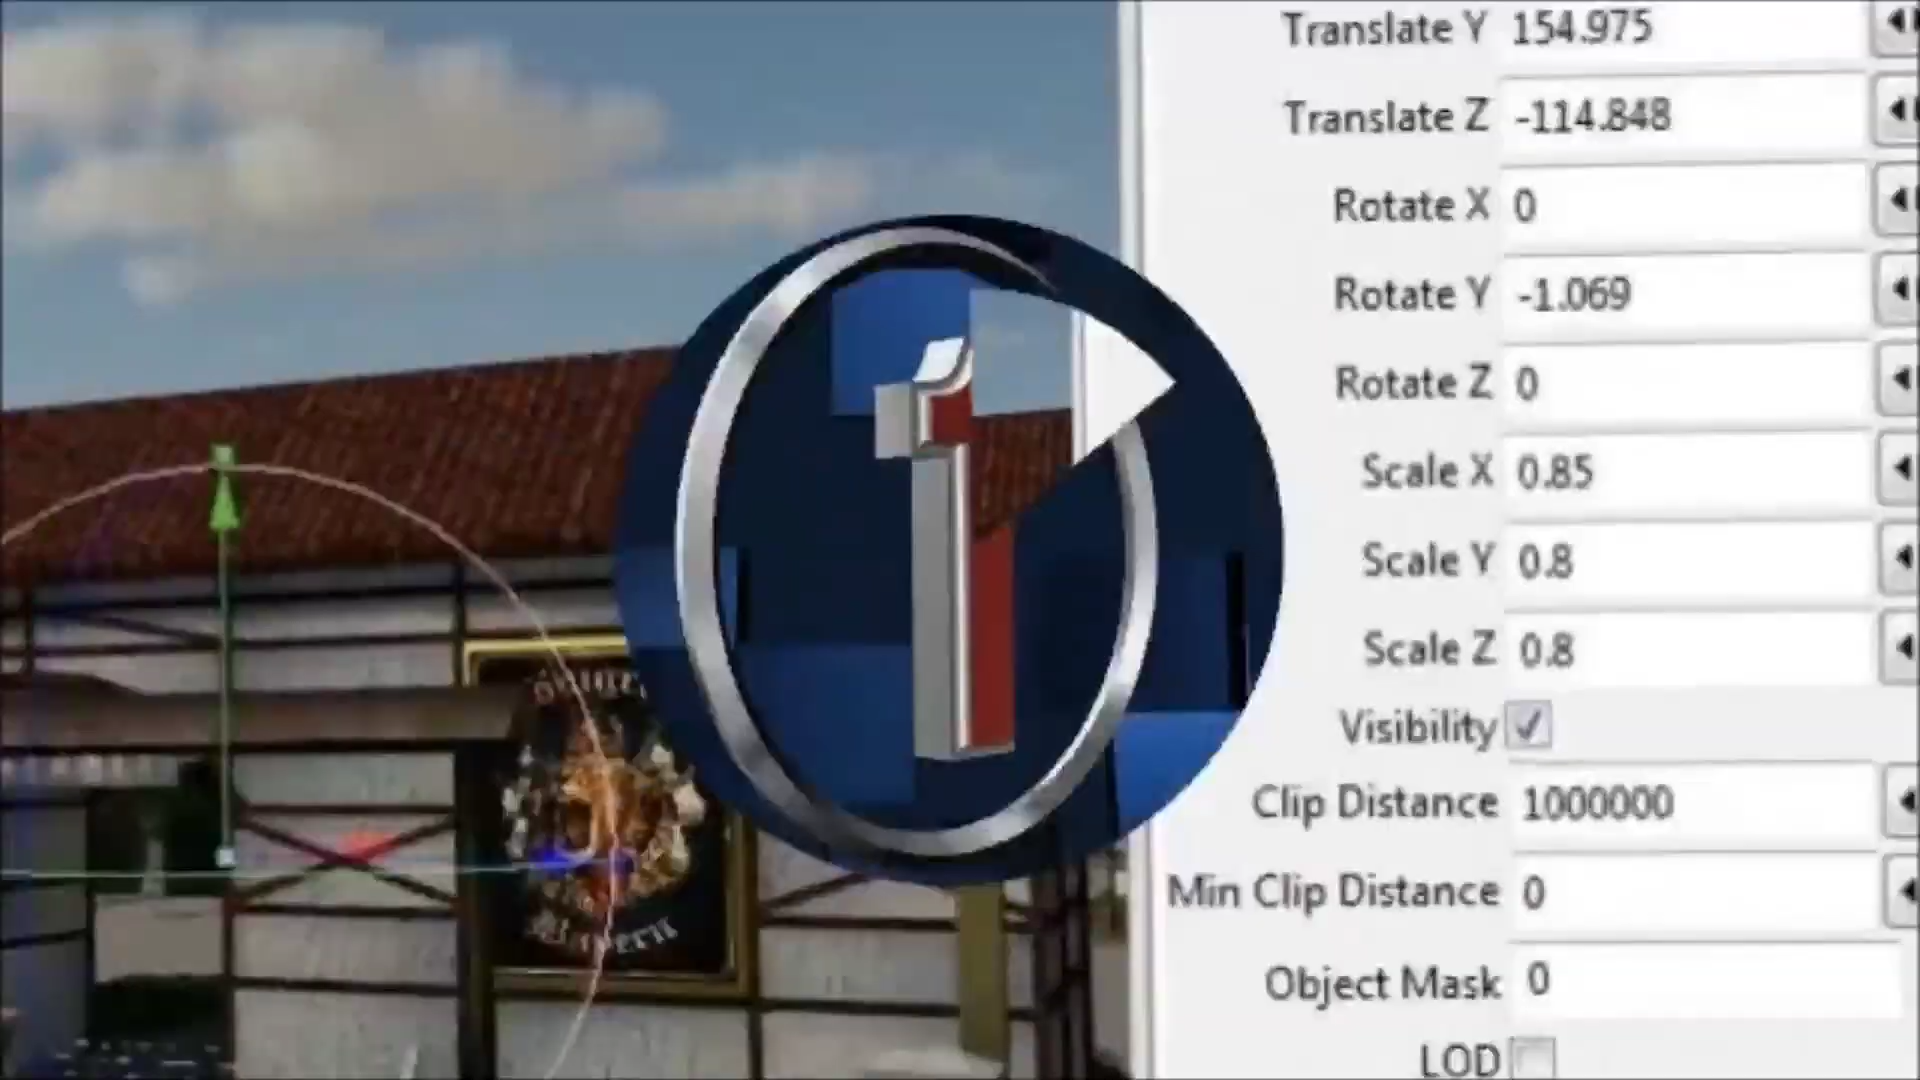 Translate Y 154.975
Translate Z -114.848
Rotate X 0
Rotate Y -1.069
Rotate Z 0
Scale X 0.85
Scale Y 0.8
Scale Z 0.8
Visibility
Clip Distance 1000000
Min Clip Distance 0
Object Mask 0
LOD